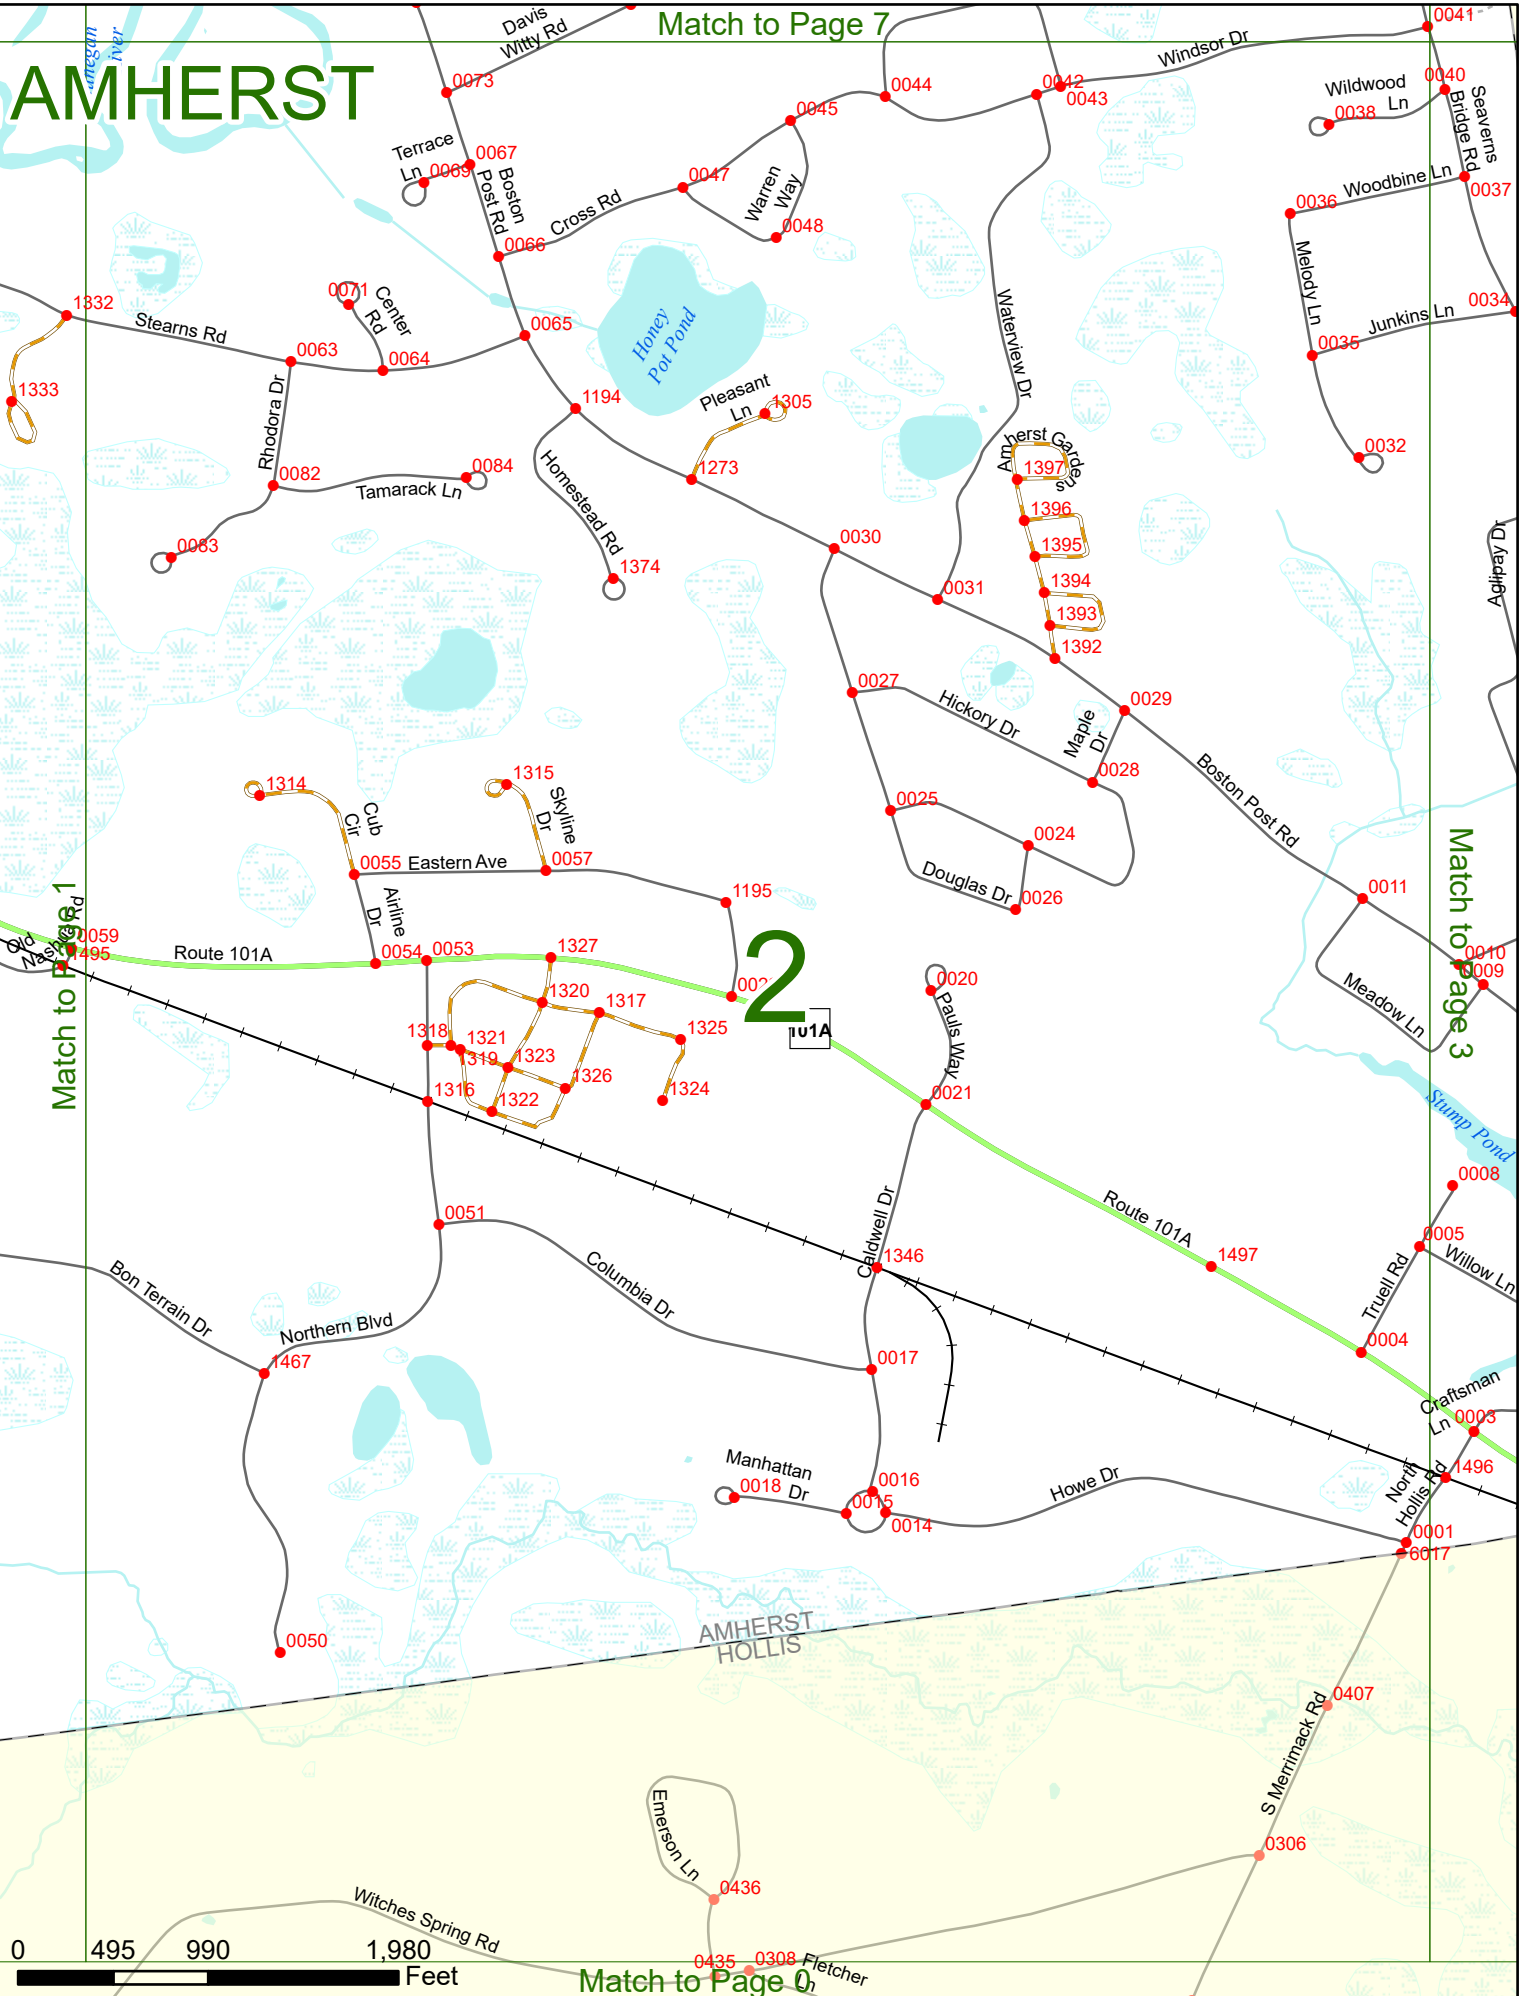 Match to Page 7
AMHERST
Davis
Witty Rd
Windsor Dr
0041
0073
0044
0042
0043
0045
Wildwood
Ln
0040
0038
Seaverns
Bridge Rd
Terrace
Ln
0069
0067
Boston
Post Rd
0047
Warren
Way
0048
Cross Rd
0066
Woodbine Ln
0036
0037
Melody Ln
0034
Junkins Ln
0035
1332
Stearns Rd
0071
Center
Rd
0063
0064
0065
Honey
Pot Pond
Waterview Dr
1333
Rhodora Dr
1194
Pleasant
Ln
1305
1273
0032
0082
Tamarack Ln
0084
0083
Homestead Rd
1374
Amherst Gardens
1397
1396
1395
1394
1393
1392
0030
0031
0027
Hickory Dr
Maple
Dr
0029
0028
Boston Post Rd
1314
Cub
Cir
1315
Skyline
Dr
0025
0024
Douglas Dr
0026
0055
Eastern Ave
0057
1195
Airline
Dr
0011
Match to Page 1
Old
Nashua Rd
0059
1495
Route 101A
0054
0053
1327
2
101A
0020
Pauls Way
0010
0009
Meadow Ln
Match to Page 3
1320
1317
1325
1318
1321
1319
1323
1326
1324
1316
1322
0021
Stump Pond
0008
0051
Columbia Dr
Caldwell Dr
1346
Route 101A
1497
0005
Willow Ln
Truell Rd
0004
Bon Terrain Dr
Northern Blvd
1467
0017
Craftsman
Ln
0003
Manhattan
Dr
0018
0016
0015
0014
Howe Dr
North
Hollis Rd
1496
0001
6017
0050
AMHERST
HOLLIS
0407
S Merrimack Rd
0306
Emerson Ln
0436
Witches Spring Rd
0435
0308
Fletcher
Ln
0 495 990 1,980
Feet
Match to Page 0